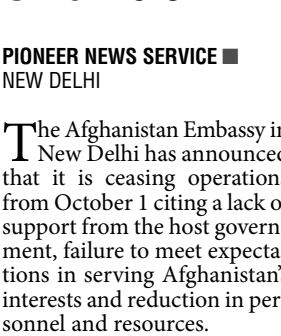 PIONEER NEWS SERVICE ■
NEW DELHI
The Afghanistan Embassy in
New Delhi has announced
that it is ceasing operation
from October 1 citing a lack o
support from the host govern
ment, failure to meet expecta
tions in serving Afghanistan'
interests and reduction in per
sonnel and resources.